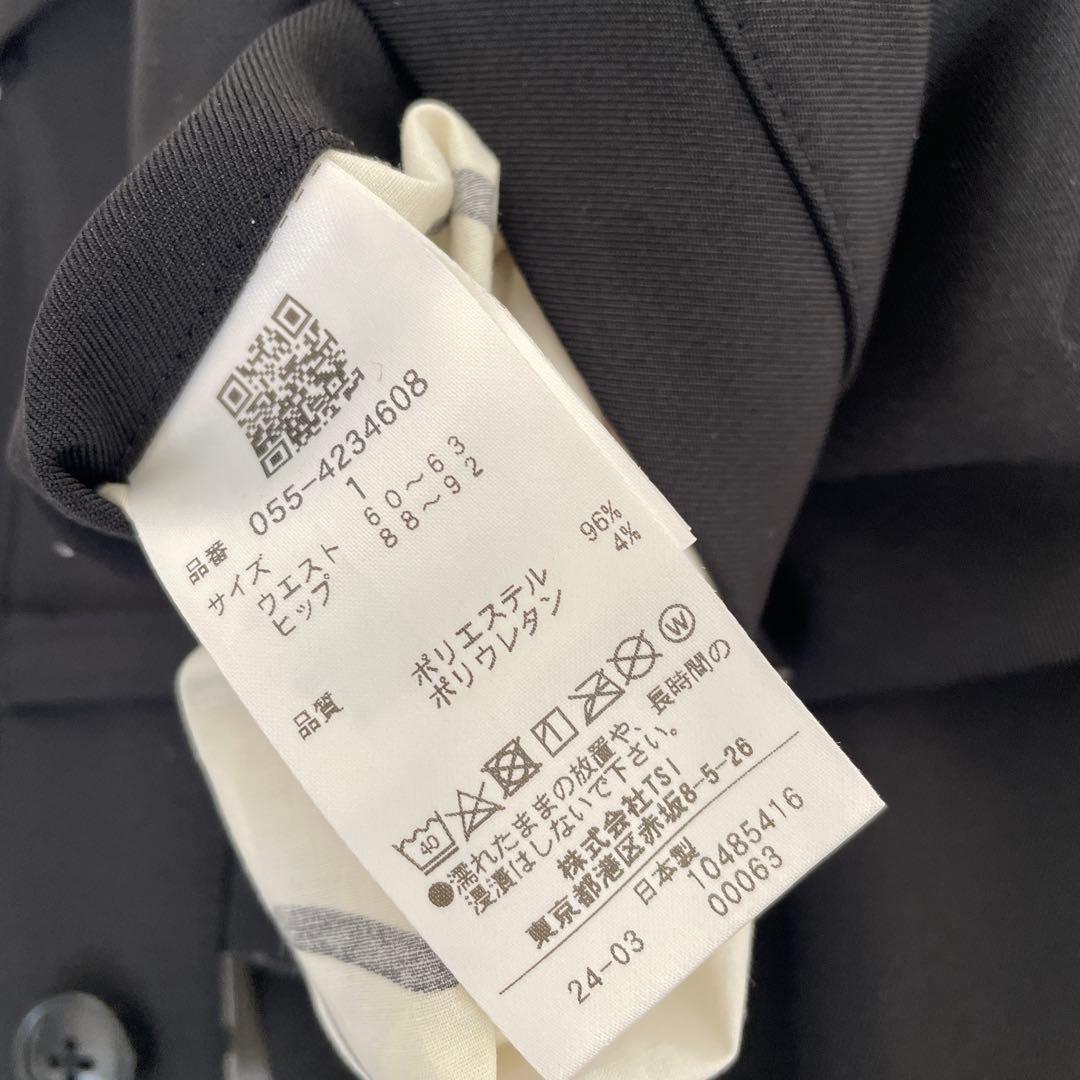 品番 055-4234608
サイズ 1
ウエスト 60~63
ヒップ 88~92
品質 ポリエステル 96%
ポリウレタン 4%
40 W
●濡れたままの放置や、長時間の
浸漬はしないで下さい。
株式会社TSI
東京都港区赤坂8-5-26
日本製
24-03 10485416
00063